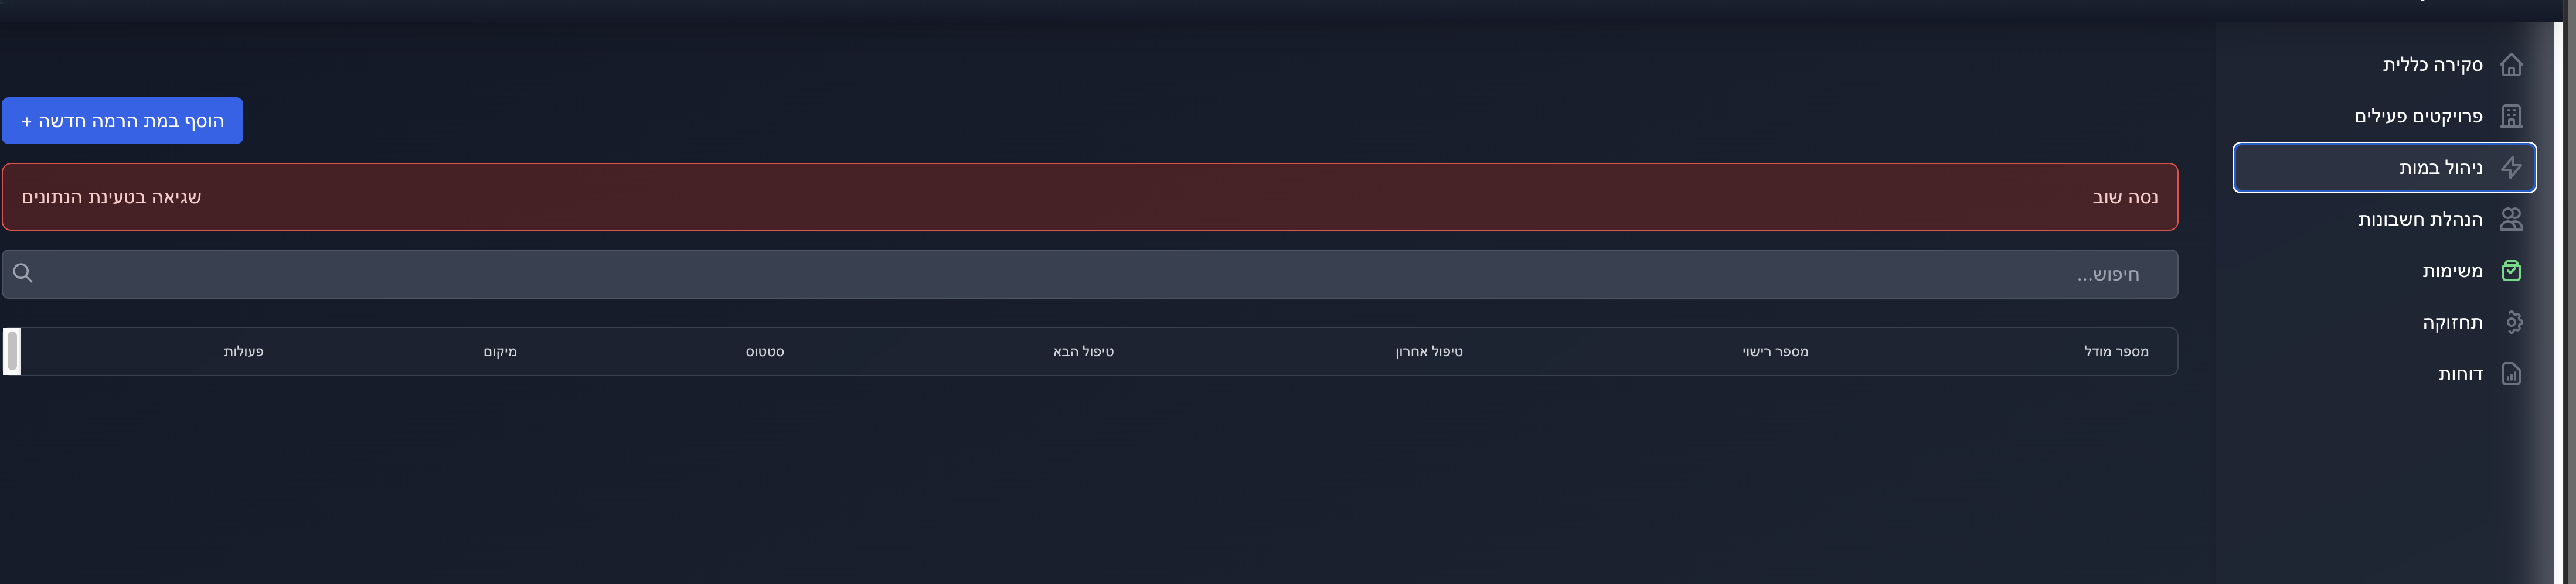 סקירה כללית
פרויקטים פעילים
ניהול במות
הנהלת חשבונות
משימות
תחזוקה
דוחות
הוסף במת הרמה חדשה +
נסה שוב
שגיאה בטעינת הנתונים
חיפוש...
מספר מודל מספר רישוי טיפול אחרון טיפול הבא סטטוס מיקום פעולות